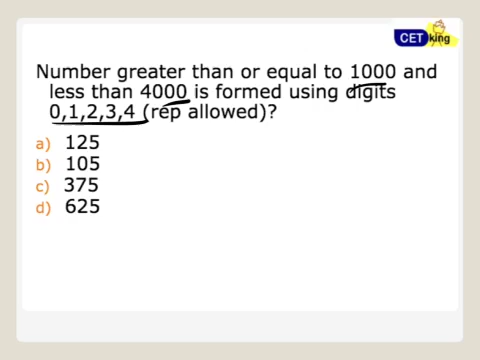 CET king
Number greater than or equal to 1000 and
less than 4000 is formed using digits
0,1,2,3,4 (rep allowed)?
a) 125
b) 105
c) 375
d) 625